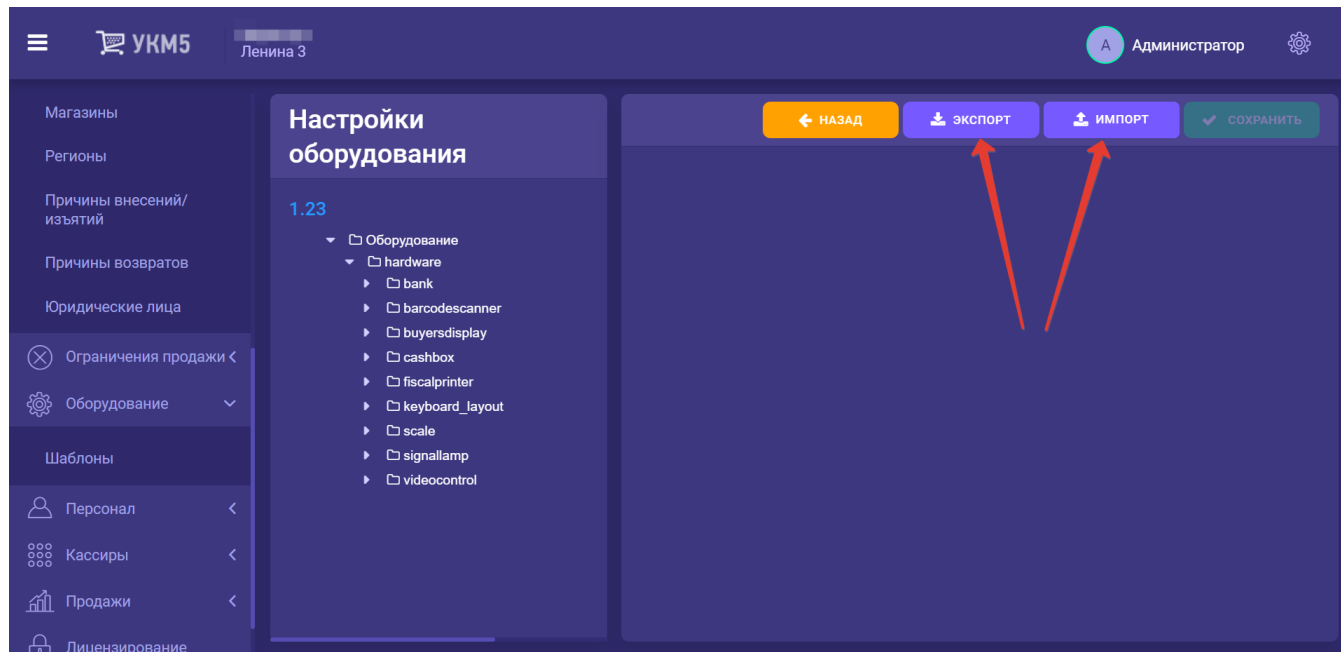 УКМ5
Ленина 3
А
Администратор
Магазины
Регионы
Причины внесений/
изъятий
Причины возвратов
Юридические лица
Ограничения продажи
Оборудование
Шаблоны
Персонал
Кассиры
Продажи
Лицензирование
Настройки
оборудования
1.23
Оборудование
hardware
bank
barcodescanner
buyersdisplay
cashbox
fiscalprinter
keyboard_layout
scale
signallamp
videocontrol
НАЗАД
ЭКСПОРТ
ИМПОРТ
СОХРАНИТЬ